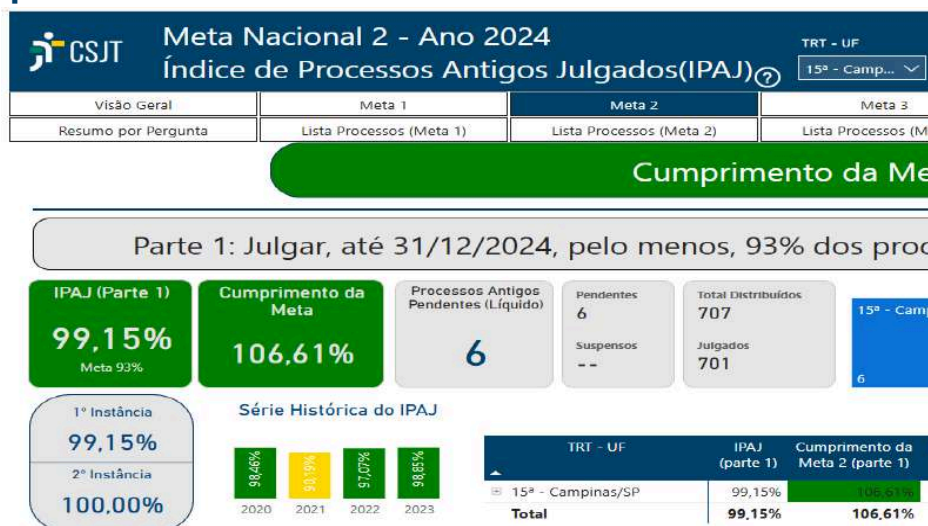 CSJT
Meta Nacional 2 - Ano 2024
Índice de Processos Antigos Julgados(IPAJ)?
TRT - UF
15ª - Camp...
Visão Geral
Meta 1
Meta 2
Meta 3
Resumo por Pergunta
Lista Processos (Meta 1)
Lista Processos (Meta 2)
Lista Processos (M
Cumprimento da Me
Parte 1: Julgar, até 31/12/2024, pelo menos, 93% dos proc
IPAJ (Parte 1)
99,15%
Meta 93%
Cumprimento da
Meta
106,61%
Processos Antigos
Pendentes (Líquido)
6
Pendentes
6
Suspensos
--
Total Distribuídos
707
Julgados
701
15ª - Camp
6
1º Instância
99,15%
2º Instância
100,00%
Série Histórica do IPAJ
98,46%
90,19%
97,07%
98,85%
2020 2021 2022 2023
TRT - UF
IPAJ
(parte 1)
Cumprimento da
Meta 2 (parte 1)
15ª - Campinas/SP 99,15% 106,61%
Total 99,15% 106,61%